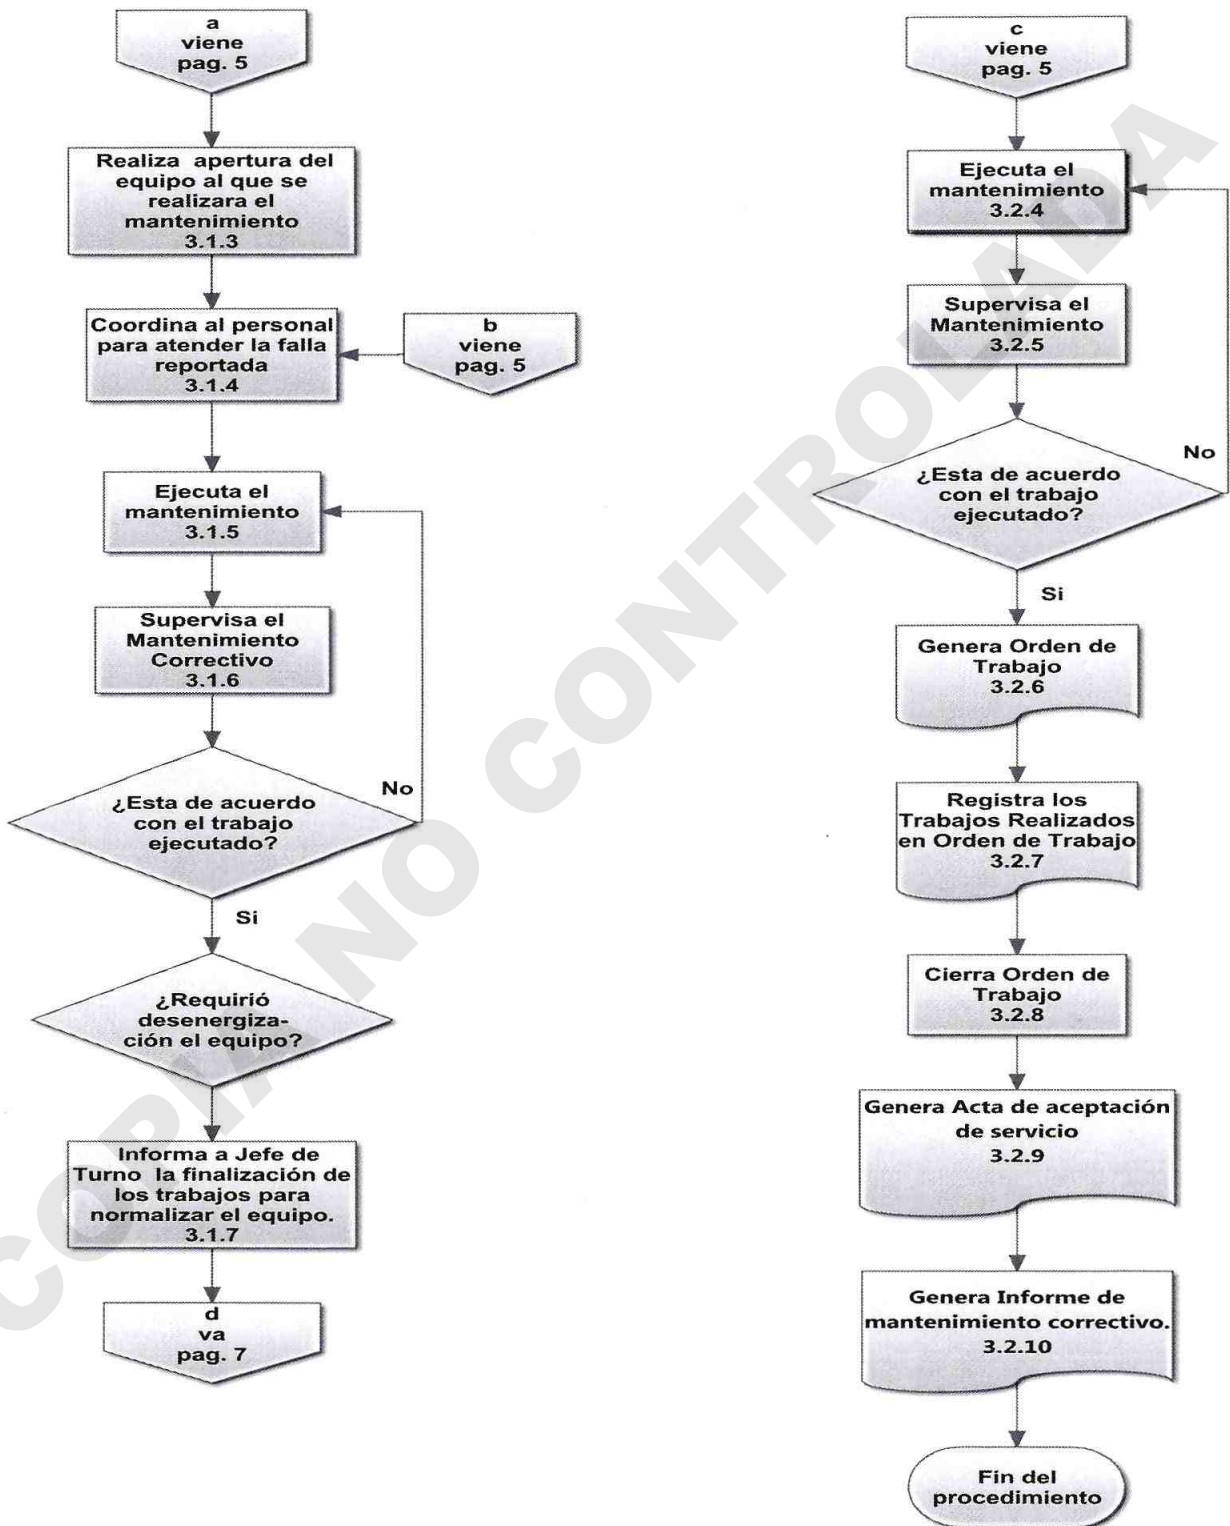 a
viene
pag. 5
Realiza apertura del
equipo al que se
realizara el
mantenimiento
3.1.3
Coordina al personal
para atender la falla
reportada
3.1.4
b
viene
pag. 5
Ejecuta el
mantenimiento
3.1.5
Supervisa el
Mantenimiento
Correctivo
3.1.6
¿Esta de acuerdo
con el trabajo
ejecutado?
No
Si
¿Requirió
desenergiza-
ción el equipo?
Informa a Jefe de
Turno la finalización de
los trabajos para
normalizar el equipo.
3.1.7
d
va
pag. 7
c
viene
pag. 5
Ejecuta el
mantenimiento
3.2.4
Supervisa el
Mantenimiento
3.2.5
¿Esta de acuerdo
con el trabajo
ejecutado?
No
Si
Genera Orden de
Trabajo
3.2.6
Registra los
Trabajos Realizados
en Orden de Trabajo
3.2.7
Cierra Orden de
Trabajo
3.2.8
Genera Acta de aceptación
de servicio
3.2.9
Genera Informe de
mantenimiento correctivo.
3.2.10
Fin del
procedimiento
COPIA NO CONTROLADA